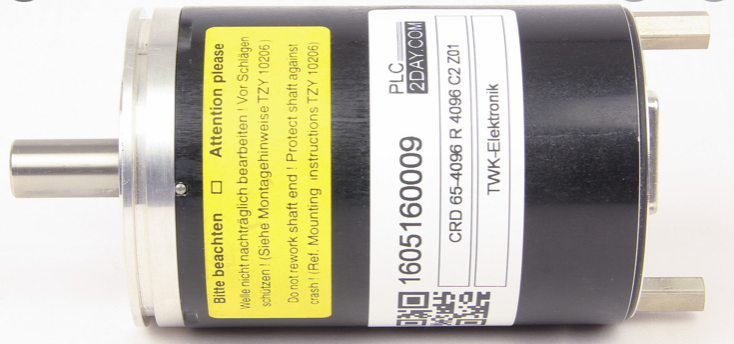 Bitte beachten □ Attention please
Welle nicht nachträglich bearbeiten ! Vor Schlägen
schützen ! (Siehe Montagehinweise TZY 10206)
Do not rework shaft end ! Protect shaft against
crash ! (Ref. Mounting instructions TZY 10206)
PLC
2DAY.COM
1605160009
CRD 65-4096 R 4096 C2 Z01
TWK-Elektronik